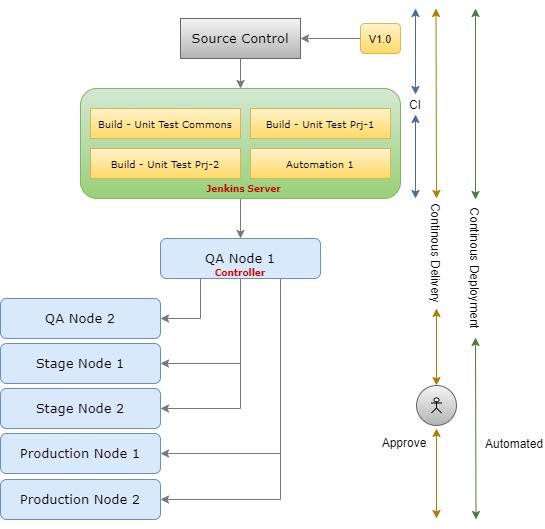 Source Control
V1.0
CI
Build - Unit Test Commons
Build - Unit Test Prj-1
Build - Unit Test Prj-2
Automation 1
Jenkins Server
Continous Delivery
Continous Deployment
QA Node 1
Controller
QA Node 2
Stage Node 1
Stage Node 2
Approve
Automated
Production Node 1
Production Node 2